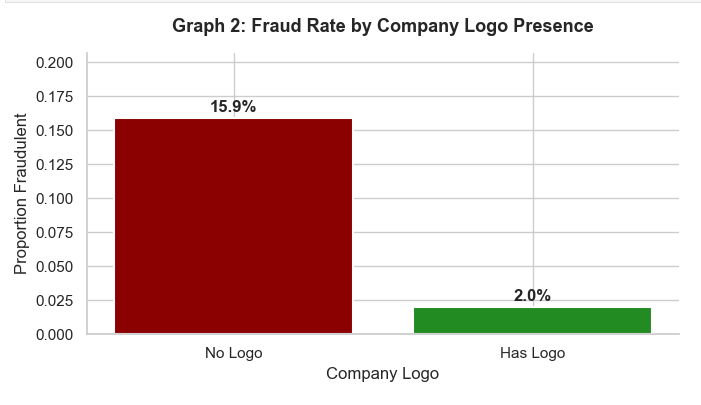 Graph 2: Fraud Rate by Company Logo Presence
0.200
0.175
0.150
0.125
0.100
0.075
0.050
0.025
0.000
Proportion Fraudulent
15.9%
2.0%
No Logo
Has Logo
Company Logo